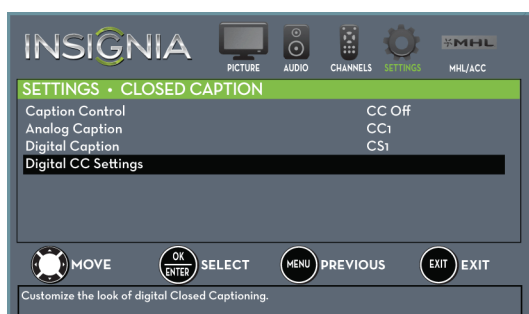 INSIGNIA
PICTURE AUDIO CHANNELS SETTINGS MHL MHL/ACC
SETTINGS • CLOSED CAPTION
Caption Control CC Off
Analog Caption CC1
Digital Caption CS1
Digital CC Settings
MOVE OK ENTER SELECT MENU PREVIOUS EXIT EXIT
Customize the look of digital Closed Captioning.